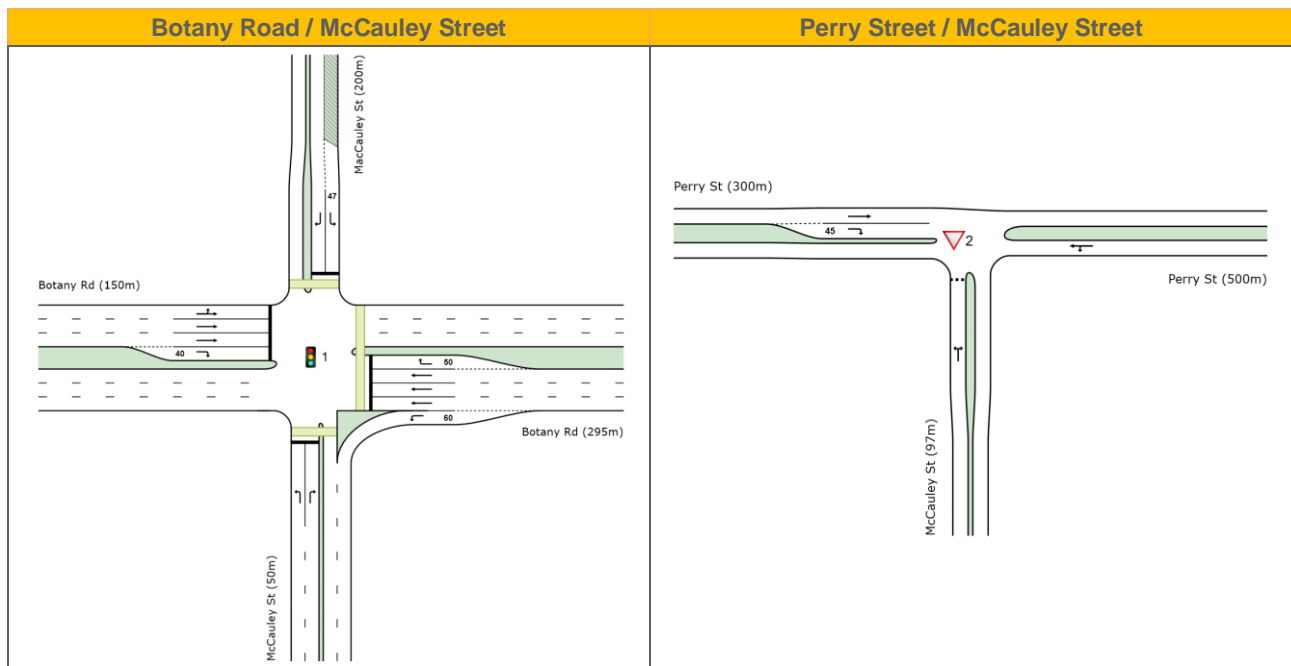 Botany Road / McCauley Street
MacCauley St (200m)
47
Botany Rd (150m)
40
1
50
60
Botany Rd (295m)
McCauley St (50m)
Perry Street / McCauley Street
Perry St (300m)
45
2
Perry St (500m)
McCauley St (97m)